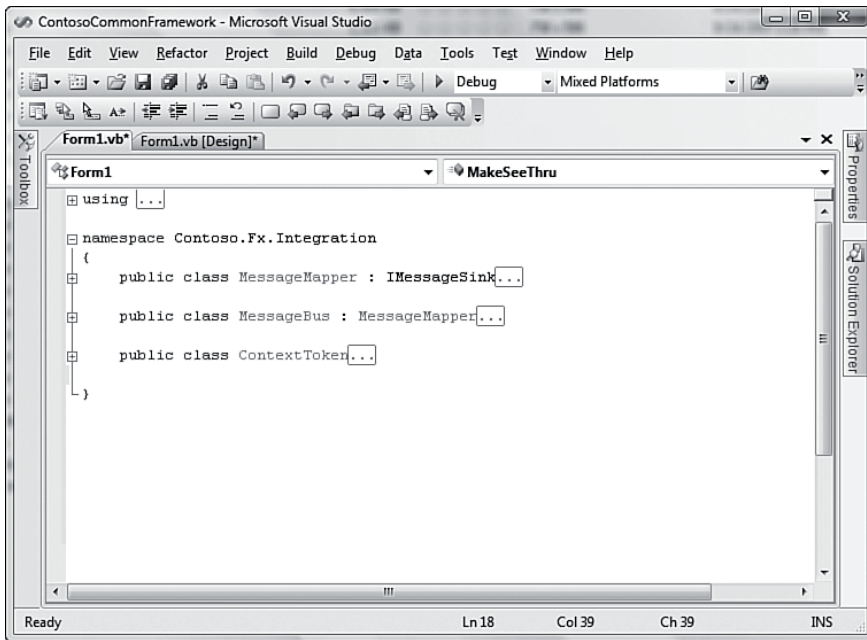 ContosoCommonFramework - Microsoft Visual Studio
File Edit View Refactor Project Build Debug Data Tools Test Window Help
Debug Mixed Platforms
Toolbox
Form1.vb* Form1.vb [Design]*
Form1 MakeSeeThru
using ...
namespace Contoso.Fx.Integration
{
public class MessageMapper : IMessageSink...
public class MessageBus : MessageMapper...
public class ContextToken...
}
Properties
Solution Explorer
Ready Ln 18 Col 39 Ch 39 INS